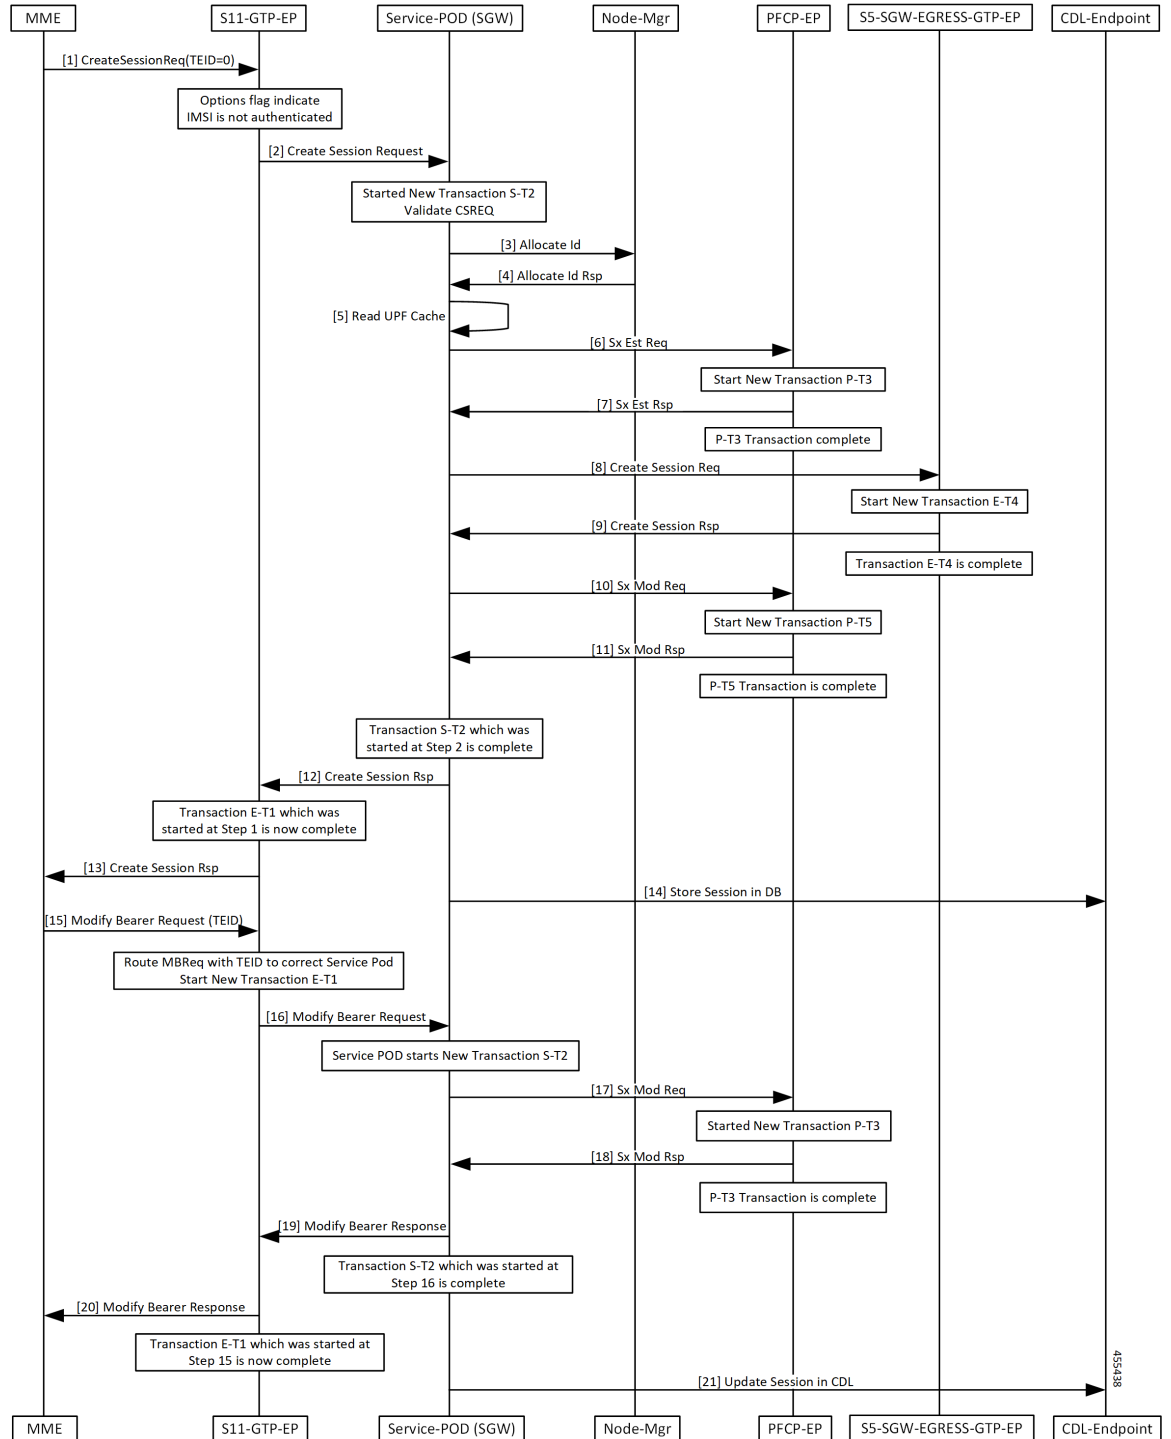 MME
S11-GTP-EP
Service-POD (SGW)
Node-Mgr
PFCP-EP
S5-SGW-EGRESS-GTP-EP
CDL-Endpoint
[1] CreateSessionReq(TEID=0)
Options flag indicate
IMSI is not authenticated
[2] Create Session Request
Started New Transaction S-T2
Validate CSREQ
[3] Allocate Id
[4] Allocate Id Rsp
[5] Read UPF Cache
[6] Sx Est Req
Start New Transaction P-T3
[7] Sx Est Rsp
P-T3 Transaction complete
[8] Create Session Req
Start New Transaction E-T4
[9] Create Session Rsp
Transaction E-T4 is complete
[10] Sx Mod Req
Start New Transaction P-T5
[11] Sx Mod Rsp
P-T5 Transaction is complete
Transaction S-T2 which was
started at Step 2 is complete
[12] Create Session Rsp
Transaction E-T1 which was
started at Step 1 is now complete
[13] Create Session Rsp
[14] Store Session in DB
[15] Modify Bearer Request (TEID)
Route MBReq with TEID to correct Service Pod
Start New Transaction E-T1
[16] Modify Bearer Request
Service POD starts New Transaction S-T2
[17] Sx Mod Req
Started New Transaction P-T3
[18] Sx Mod Rsp
P-T3 Transaction is complete
[19] Modify Bearer Response
Transaction S-T2 which was started at
Step 16 is complete
[20] Modify Bearer Response
Transaction E-T1 which was started at
Step 15 is now complete
[21] Update Session in CDL
455438
MME
S11-GTP-EP
Service-POD (SGW)
Node-Mgr
PFCP-EP
S5-SGW-EGRESS-GTP-EP
CDL-Endpoint